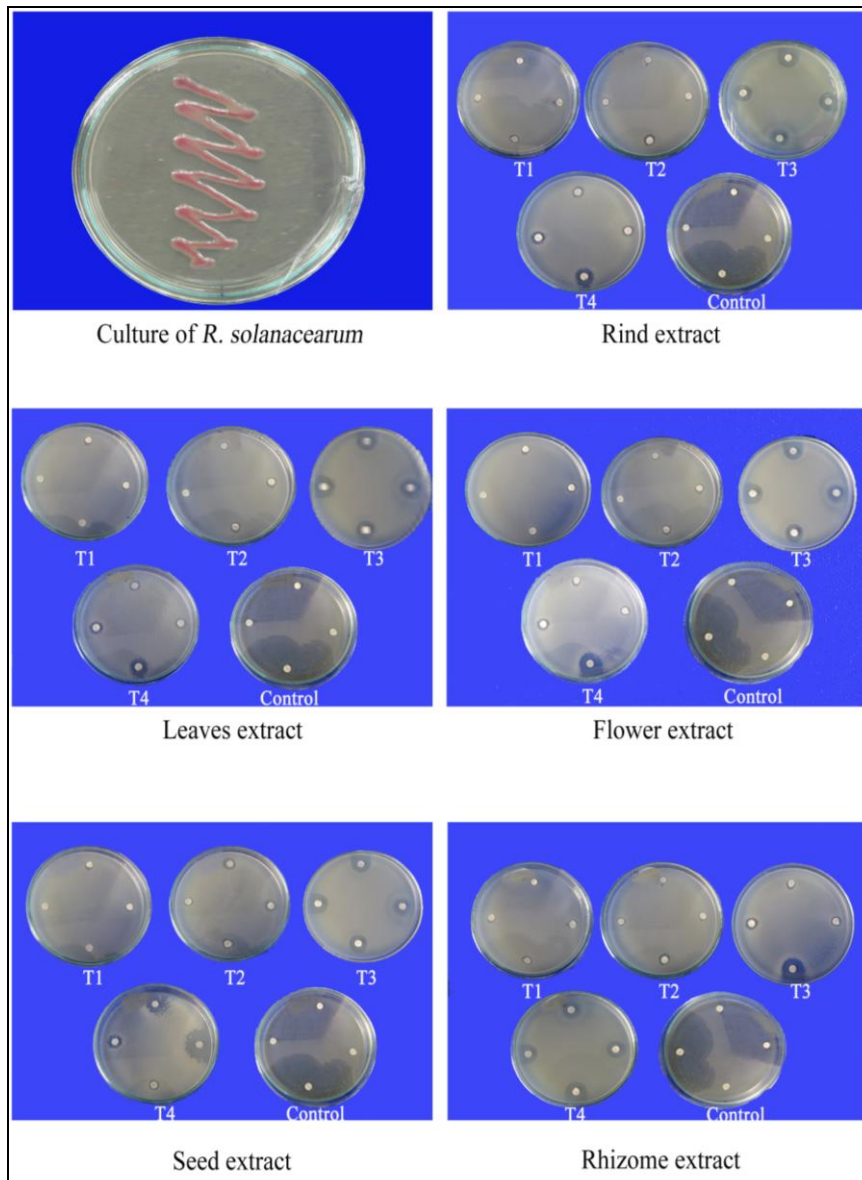 Culture of R. solanacearum
T1
T2
T3
T4
Control
Rind extract
T1
T2
T3
T4
Control
Leaves extract
T1
T2
T3
T4
Control
Flower extract
T1
T2
T3
T4
Control
Seed extract
T1
T2
T3
T4
Control
Rhizome extract